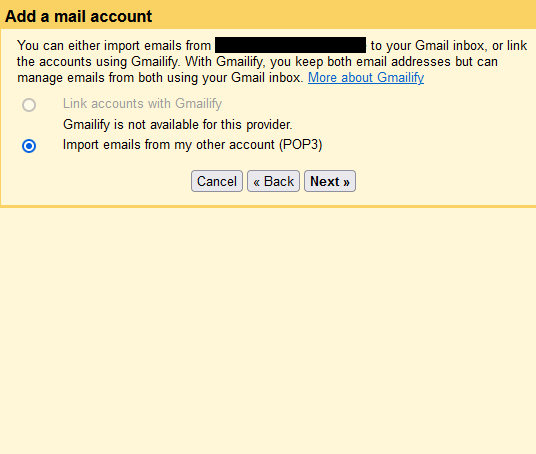 Add a mail account
You can either import emails from to your Gmail inbox, or link
the accounts using Gmailify. With Gmailify, you keep both email addresses but can
manage emails from both using your Gmail inbox. More about Gmailify
Link accounts with Gmailify
Gmailify is not available for this provider.
Import emails from my other account (POP3)
Cancel « Back Next »